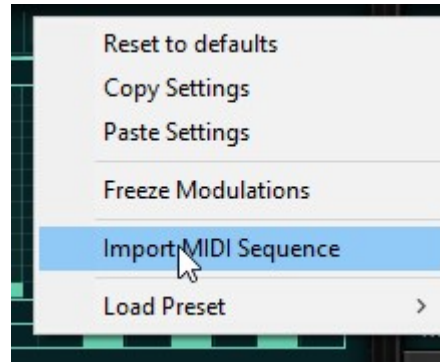 Reset to defaults
Copy Settings
Paste Settings
Freeze Modulations
Import MIDI Sequence
Load Preset